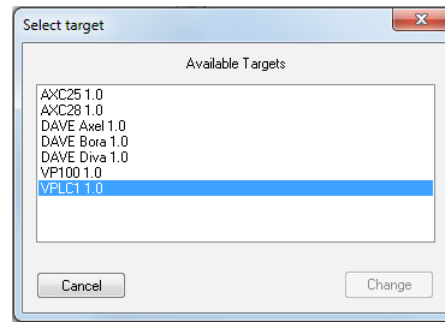 Select target
Available Targets
AXC25 1.0
AXC28 1.0
DAVE Axel 1.0
DAVE Bora 1.0
DAVE Diva 1.0
VP100 1.0
VPLC1 1.0
Cancel
Change